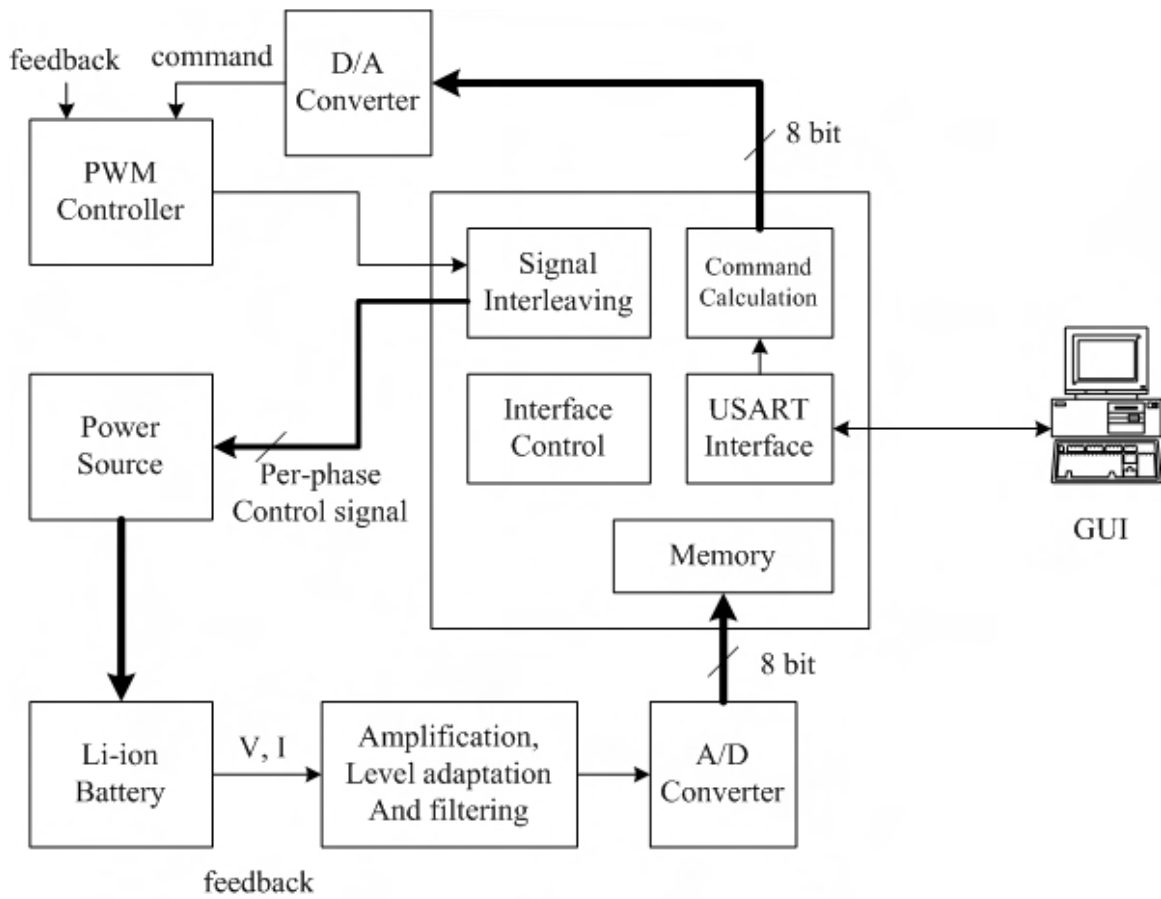 feedback
command
D/A
Converter
8 bit
PWM
Controller
Signal
Interleaving
Command
Calculation
Power
Source
Per-phase
Control signal
Interface
Control
USART
Interface
GUI
Memory
8 bit
Li-ion
Battery
V, I
Amplification,
Level adaptation
And filtering
A/D
Converter
feedback